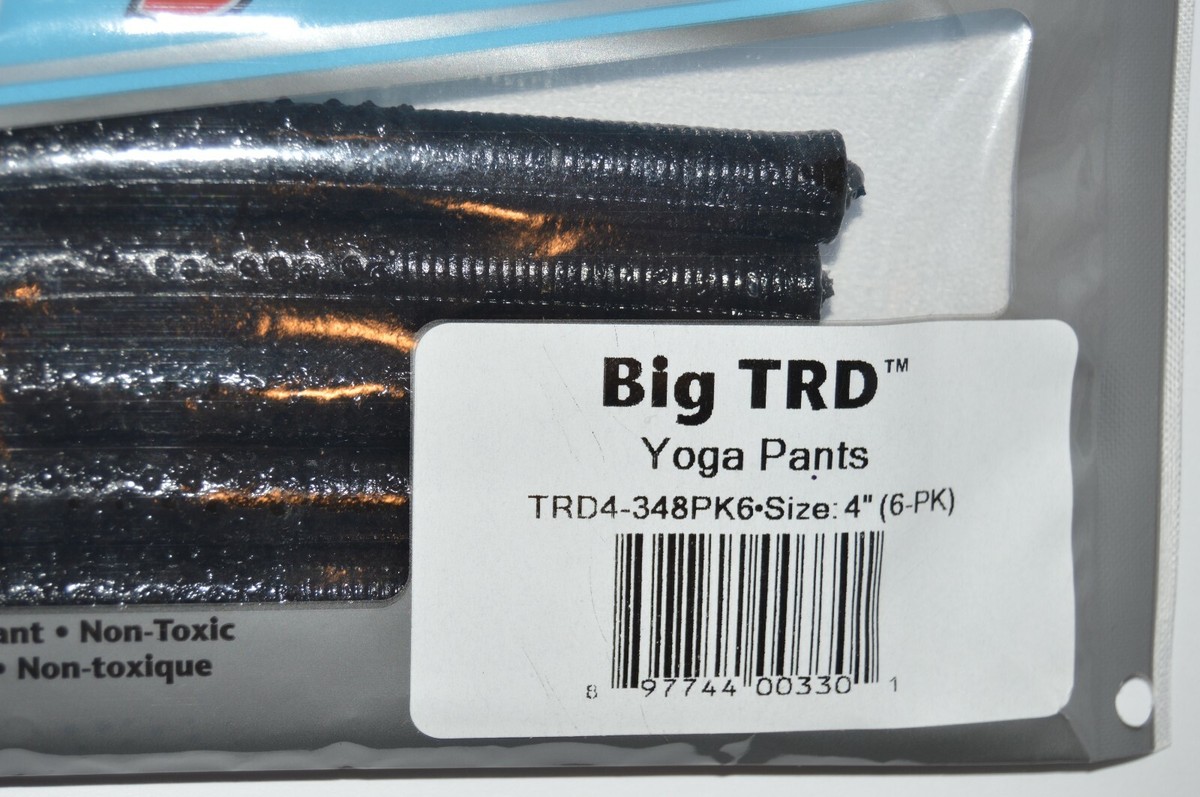 Big TRD™
Yoga Pants
TRD4-348PK6•Size: 4" (6-PK)
8 97744 00330 1
ant • Non-Toxic
• Non-toxique